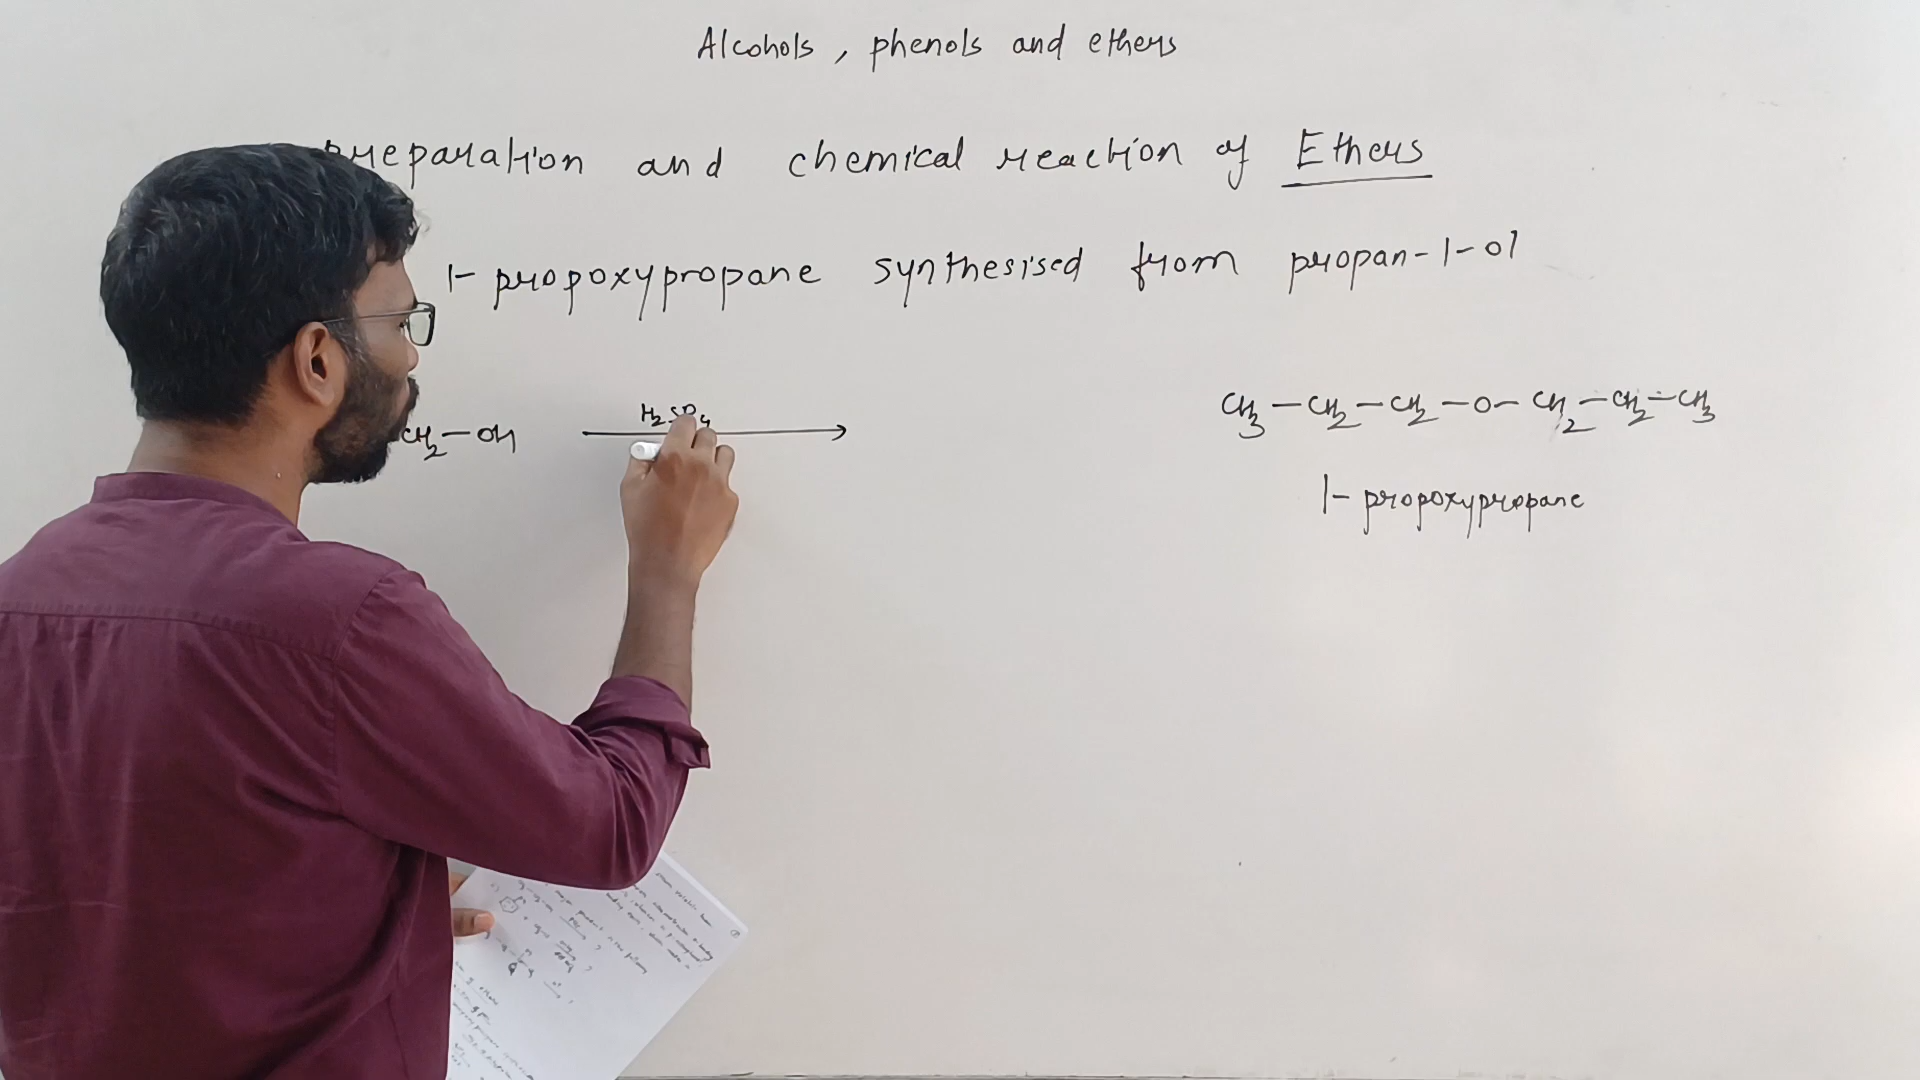 Alcohols, phenols and ethers
preparation and chemical reaction of Ethers
1-propoxypropane synthesised from propan-1-ol
CH2-OH H2SO4 CH3-CH2-CH2-O-CH2-CH2-CH3
1-propoxypropane